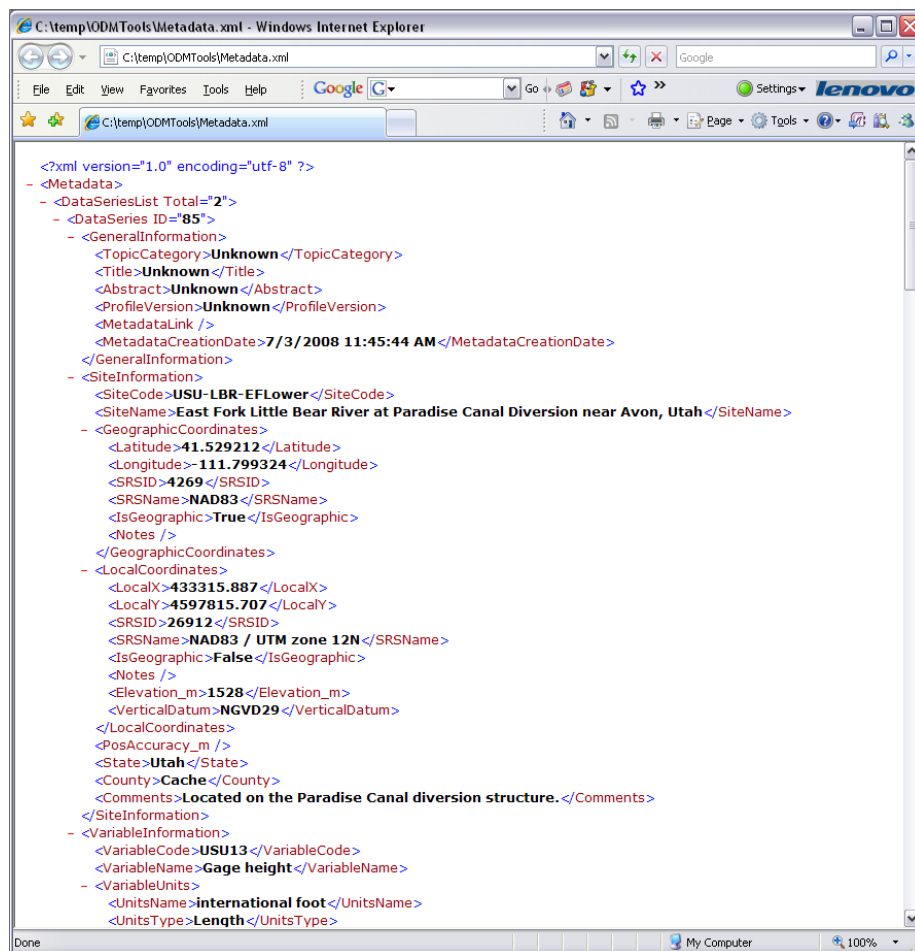 C:\temp\ODMTools\Metadata.xml - Windows Internet Explorer
C:\temp\ODMTools\Metadata.xml Google
File Edit View Favorites Tools Help Google G Go » Settings lenovo
C:\temp\ODMTools\Metadata.xml Page Tools
<?xml version="1.0" encoding="utf-8" ?>
- <Metadata>
- <DataSeriesList Total="2">
- <DataSeries ID="85">
- <GeneralInformation>
<TopicCategory>Unknown</TopicCategory>
<Title>Unknown</Title>
<Abstract>Unknown</Abstract>
<ProfileVersion>Unknown</ProfileVersion>
<MetadataLink />
<MetadataCreationDate>7/3/2008 11:45:44 AM</MetadataCreationDate>
</GeneralInformation>
- <SiteInformation>
<SiteCode>USU-LBR-EFLower</SiteCode>
<SiteName>East Fork Little Bear River at Paradise Canal Diversion near Avon, Utah</SiteName>
- <GeographicCoordinates>
<Latitude>41.529212</Latitude>
<Longitude>-111.799324</Longitude>
<SRSID>4269</SRSID>
<SRSName>NAD83</SRSName>
<IsGeographic>True</IsGeographic>
<Notes />
</GeographicCoordinates>
- <LocalCoordinates>
<LocalX>433315.887</LocalX>
<LocalY>4597815.707</LocalY>
<SRSID>26912</SRSID>
<SRSName>NAD83 / UTM zone 12N</SRSName>
<IsGeographic>False</IsGeographic>
<Notes />
<Elevation_m>1528</Elevation_m>
<VerticalDatum>NGVD29</VerticalDatum>
</LocalCoordinates>
<PosAccuracy_m />
<State>Utah</State>
<County>Cache</County>
<Comments>Located on the Paradise Canal diversion structure.</Comments>
</SiteInformation>
- <VariableInformation>
<VariableCode>USU13</VariableCode>
<VariableName>Gage height</VariableName>
- <VariableUnits>
<UnitsName>international foot</UnitsName>
<UnitsType>Length</UnitsType>
Done My Computer 100%